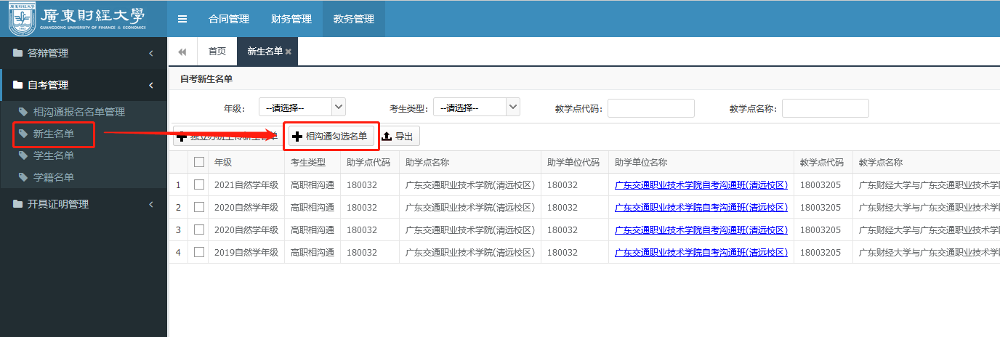 廣東財經大學
GUANGDONG UNIVERSITY OF FINANCE & ECONOMICS
合同管理 财务管理 教务管理
答辩管理
自考管理
相沟通报名名单管理
新生名单
学生名单
学籍名单
开具证明管理
首页 新生名单
自考新生名单
年级: --请选择-- 考生类型: --请选择-- 教学点代码: 教学点名称:
独立办班上传新生名单 相沟通勾选名单 导出
年级 考生类型 助学点代码 助学点名称 助学单位代码 助学单位名称 教学点代码 教学点名称
1 2021自然学年级 高职相沟通 180032 广东交通职业技术学院(清远校区) 180032 广东交通职业技术学院自考沟通班(清远校区) 18003205 广东财经大学与广东交通职业技术学
2 2020自然学年级 高职相沟通 180032 广东交通职业技术学院(清远校区) 180032 广东交通职业技术学院自考沟通班(清远校区) 18003205 广东财经大学与广东交通职业技术学
3 2020自然学年级 高职相沟通 180032 广东交通职业技术学院(清远校区) 180032 广东交通职业技术学院自考沟通班(清远校区) 18003205 广东财经大学与广东交通职业技术学
4 2019自然学年级 高职相沟通 180032 广东交通职业技术学院(清远校区) 180032 广东交通职业技术学院自考沟通班(清远校区) 18003205 广东财经大学与广东交通职业技术学